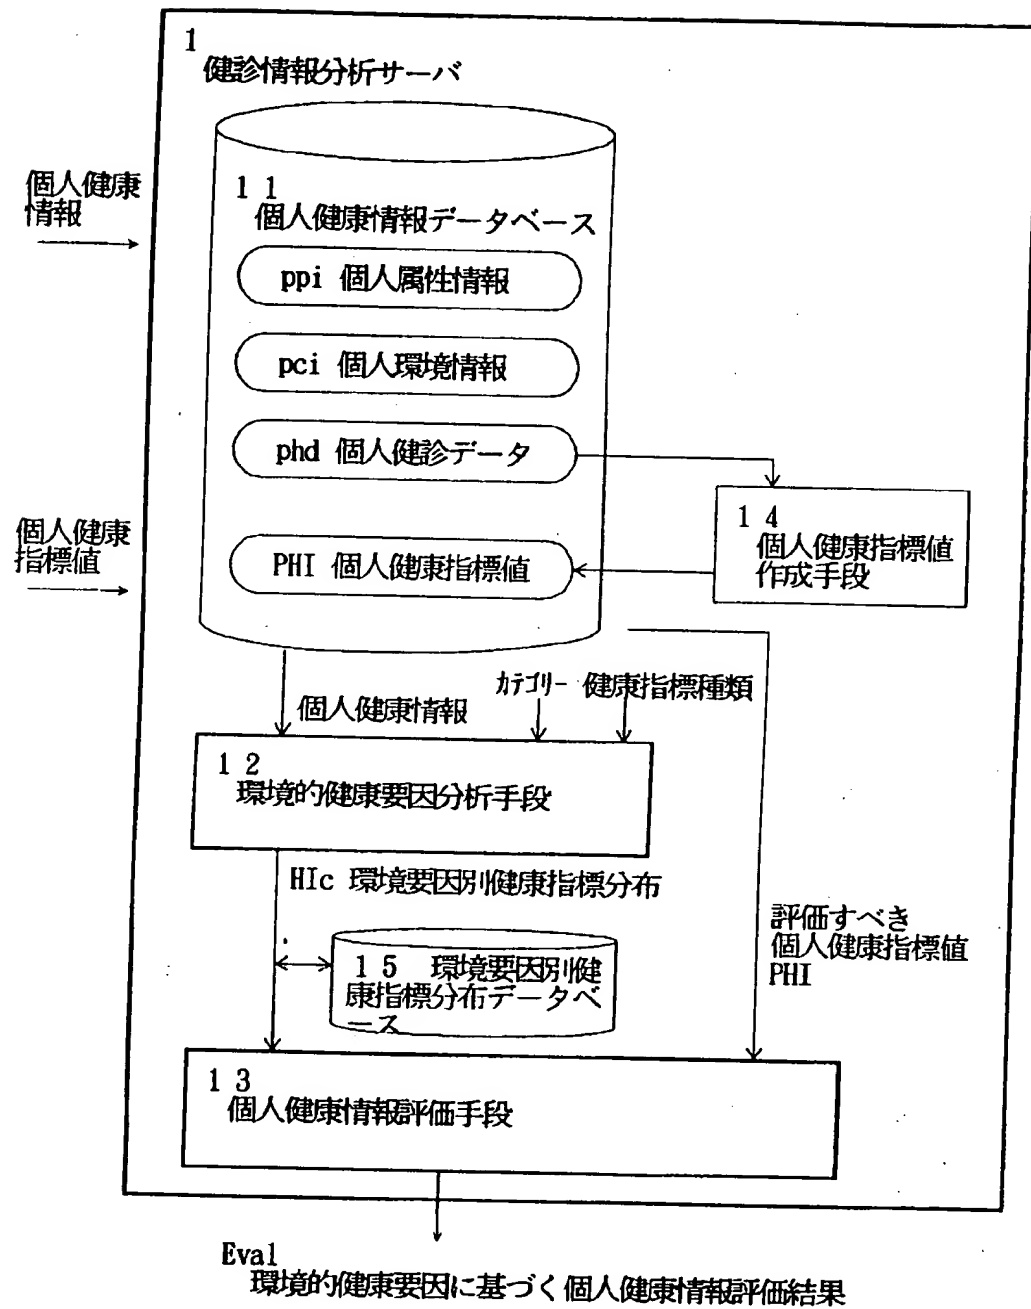 1
健診情報分析サーバ
個人健康
情報
1 1
個人健康情報データベース
ppi 個人属性情報
pci 個人環境情報
phd 個人健診データ
個人健康
指標値
1 4
個人健康指標値
作成手段
PHI 個人健康指標値
カテゴリー 健康指標種類
個人健康情報
1 2
環境的健康要因分析手段
HIc 環境要因別健康指標分布
評価すべき
個人健康指標値
PHI
1 5 環境要因別健
康指標分布データベ
ース
1 3
個人健康情報評価手段
Eval
環境的健康要因に基づく個人健康情報評価結果